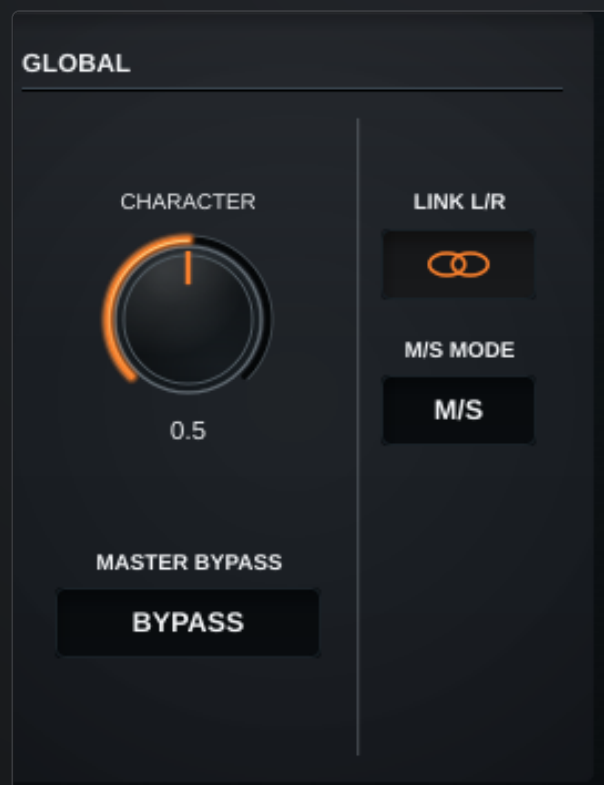 GLOBAL
CHARACTER
0.5
MASTER BYPASS
BYPASS
LINK L/R
M/S MODE
M/S